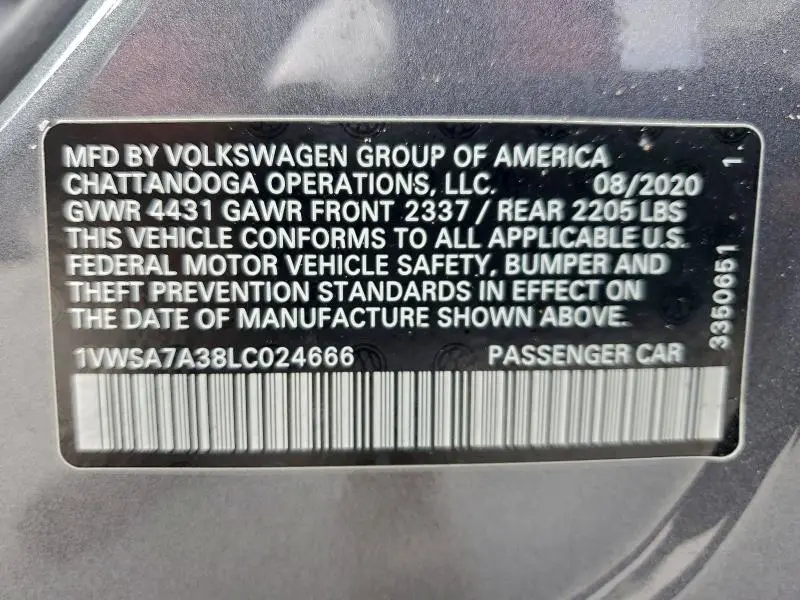 MFD BY VOLKSWAGEN GROUP OF AMERICA
CHATTANOOGA OPERATIONS, LLC. 08/2020
GVWR 4431 GAWR FRONT 2337 / REAR 2205 LBS
THIS VEHICLE CONFORMS TO ALL APPLICABLE U.S.
FEDERAL MOTOR VEHICLE SAFETY, BUMPER AND
THEFT PREVENTION STANDARDS IN EFFECT ON
THE DATE OF MANUFACTURE SHOWN ABOVE.
1VWSA7A38LC024666 PASSENGER CAR
3350651 1.